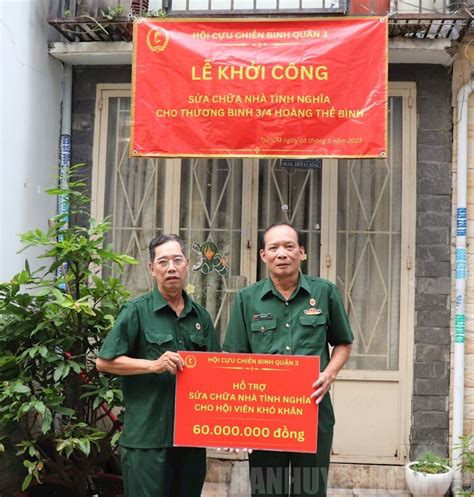 HỘI CỰU CHIẾN BINH QUẬN 3
LỄ KHỞI CÔNG
SỬA CHỮA NHÀ TÌNH NGHĨA
CHO THƯƠNG BINH 3/4 HOÀNG THẾ BÌNH
HỘI CỰU CHIẾN BINH QUẬN 3
HỖ TRỢ
SỬA CHỮA NHÀ TÌNH NGHĨA
CHO HỘI VIÊN KHÓ KHĂN
60.000.000 đồng